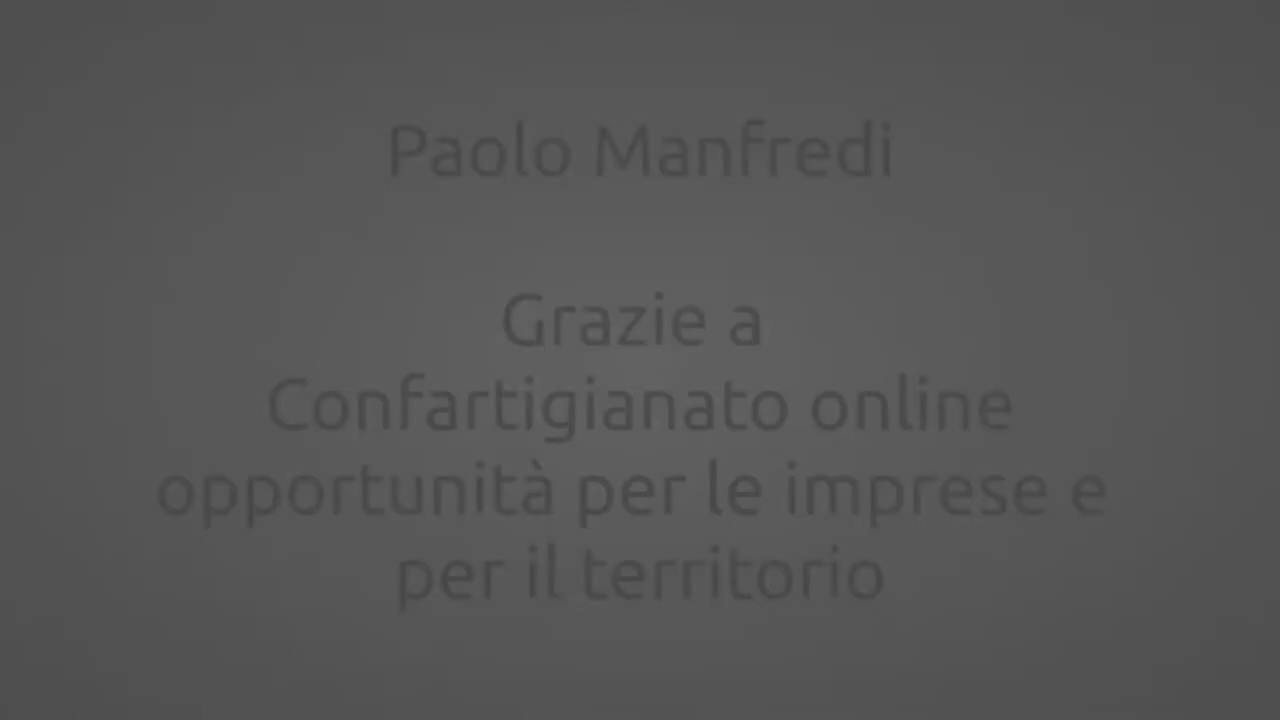 Paolo Manfredi
Grazie a
Confartigianato online
opportunità per le imprese e
per il territorio